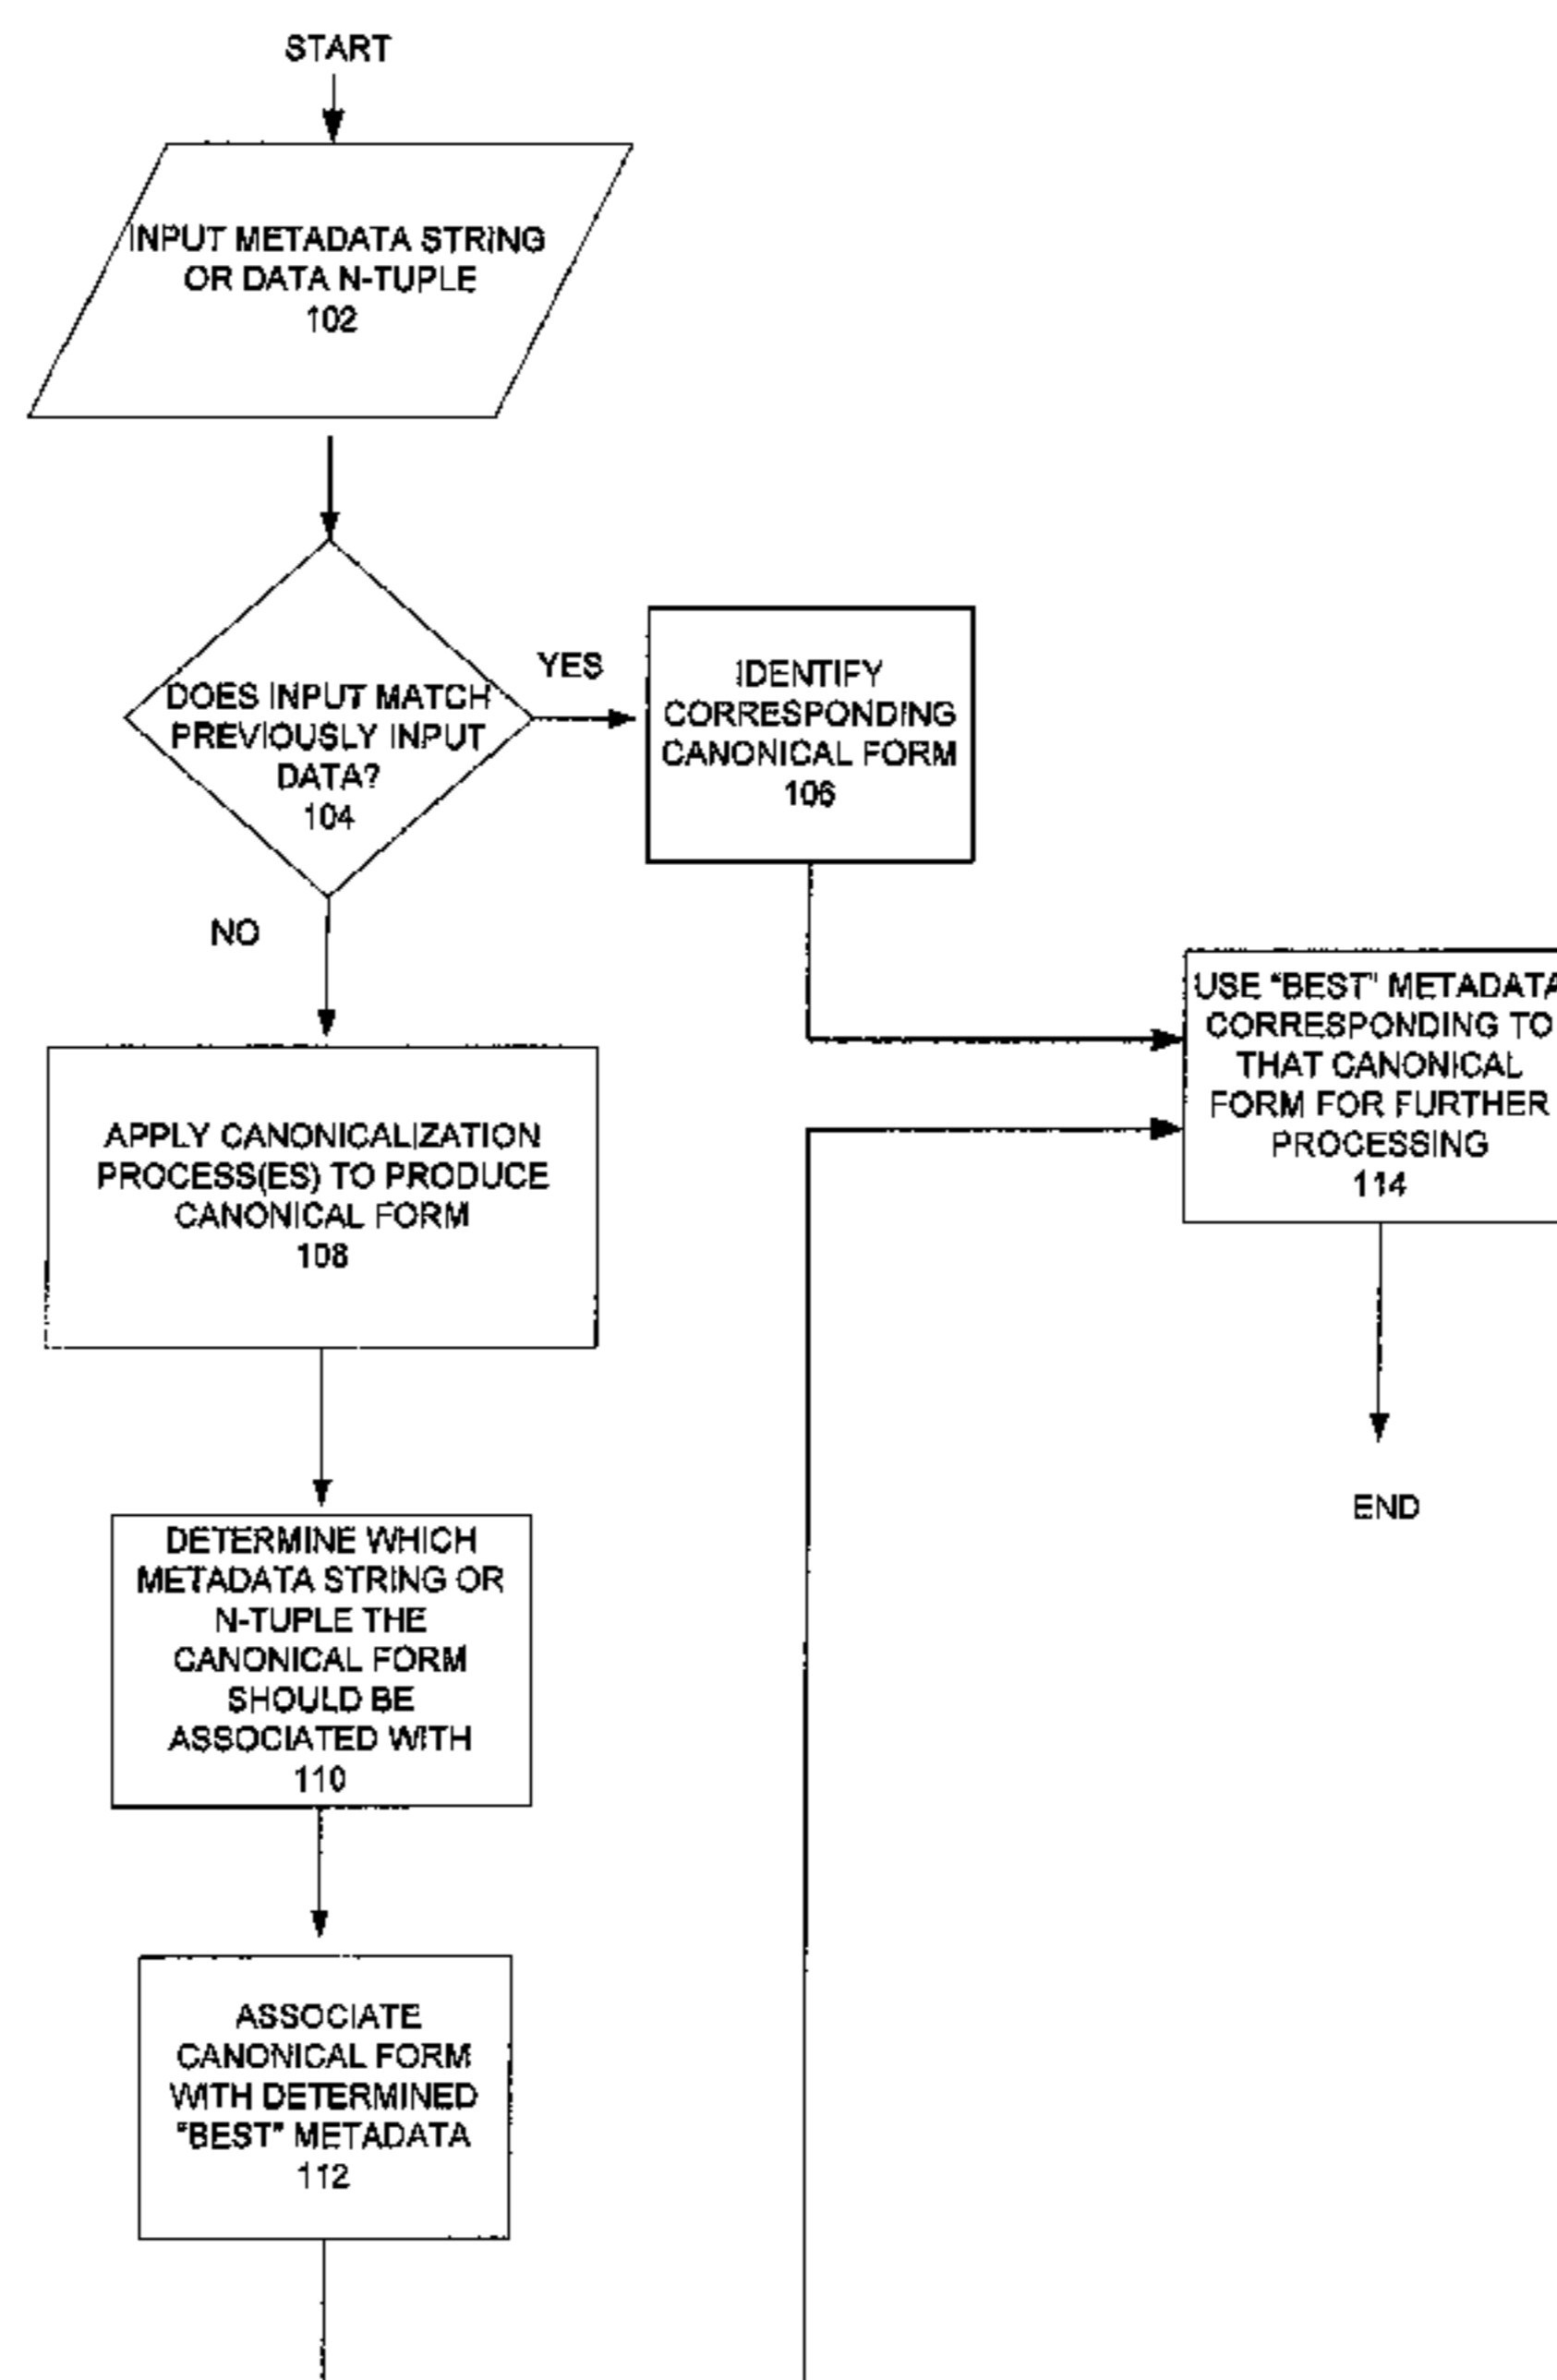 START
INPUT METADATA STRING
OR DATA N-TUPLE
102
DOES INPUT MATCH
PREVIOUSLY INPUT
DATA?
104
YES
IDENTIFY
CORRESPONDING
CANONICAL FORM
106
NO
USE "BEST" METADATA
CORRESPONDING TO
THAT CANONICAL
FORM FOR FURTHER
PROCESSING
114
APPLY CANONICALIZATION
PROCESS(ES) TO PRODUCE
CANONICAL FORM
108
END
DETERMINE WHICH
METADATA STRING OR
N-TUPLE THE
CANONICAL FORM
SHOULD BE
ASSOCIATED WITH
110
ASSOCIATE
CANONICAL FORM
WITH DETERMINED
"BEST" METADATA
112